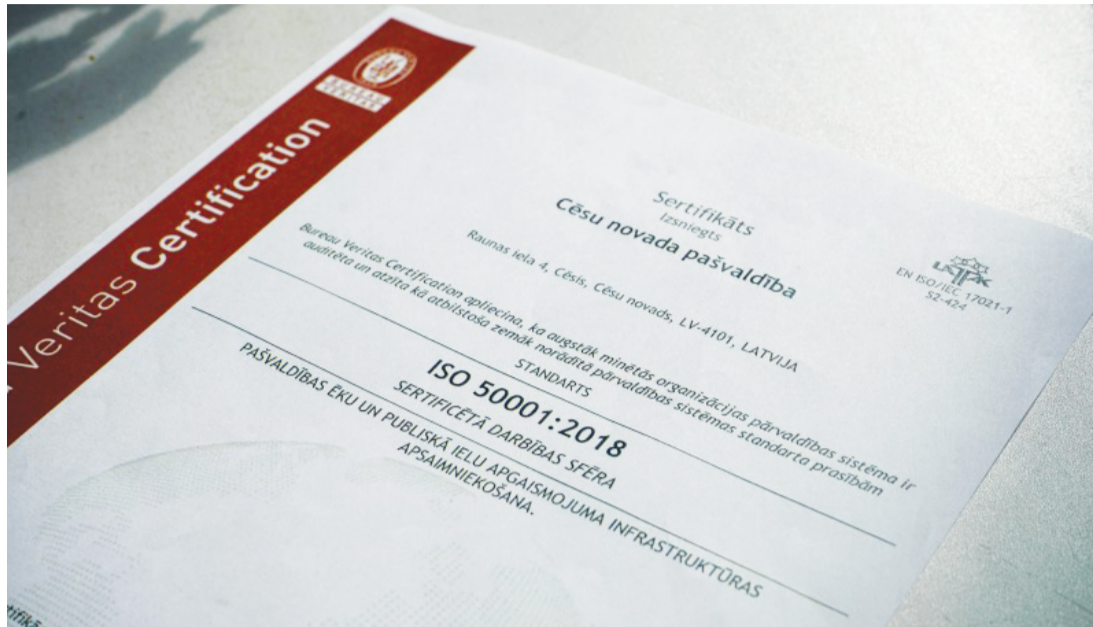 BUREAU
VERITAS
Veritas Certification
Sertifikāts
Izsniegts
Cēsu novada pašvaldība
Raunas iela 4, Cēsis, Cēsu novads, LV-4101, LATVIJA
EN ISO/IEC 17021-1
S2-424
Bureau Veritas Certification apliecina, ka augstāk minētās organizācijas pārvaldības sistēma ir
auditēta un atzīta kā atbilstoša zemāk norādītā pārvaldības sistēmas standarta prasībām
STANDARTS
ISO 50001:2018
SERTIFICĒTĀ DARBĪBAS SFĒRA
PAŠVALDĪBAS ĒKU UN PUBLISKĀ IELU APGAISMOJUMA INFRASTRUKTŪRAS
APSAIMNIEKOŠANA.